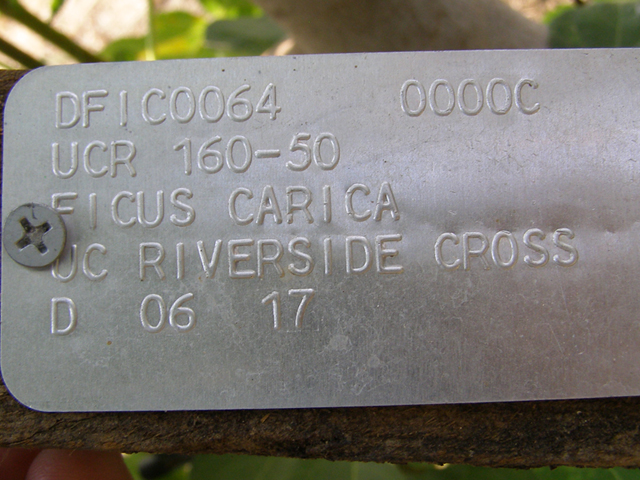 DFIC0064 0000C
UCR 160-50
FICUS CARICA
UC RIVERSIDE CROSS
D 06 17